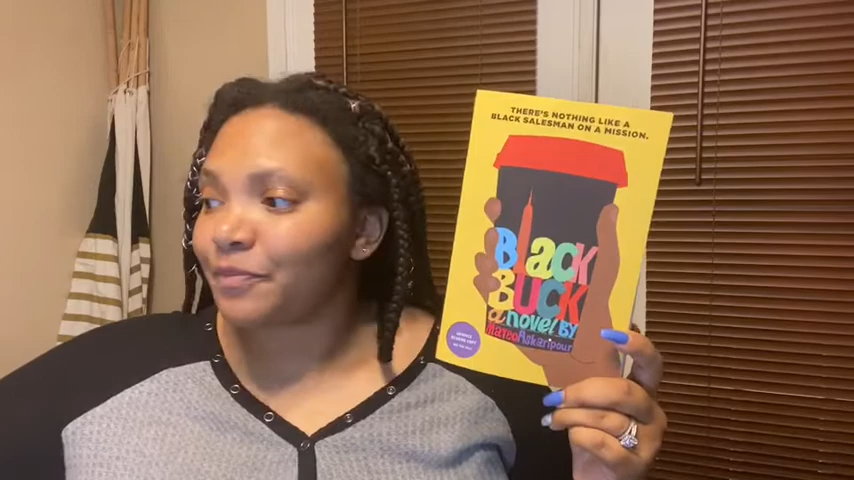 THERE'S NOTHING LIKE A
BLACK SALESMAN ON A MISSION.
BlacK
BUCK
a novel BY
MaTeo ASKaRipouR